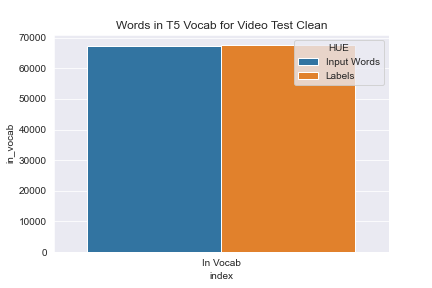 Words in T5 Vocab for Video Test Clean
70000
60000
50000
40000
30000
20000
10000
0
in_vocab
HUE
Input Words
Labels
In Vocab
index